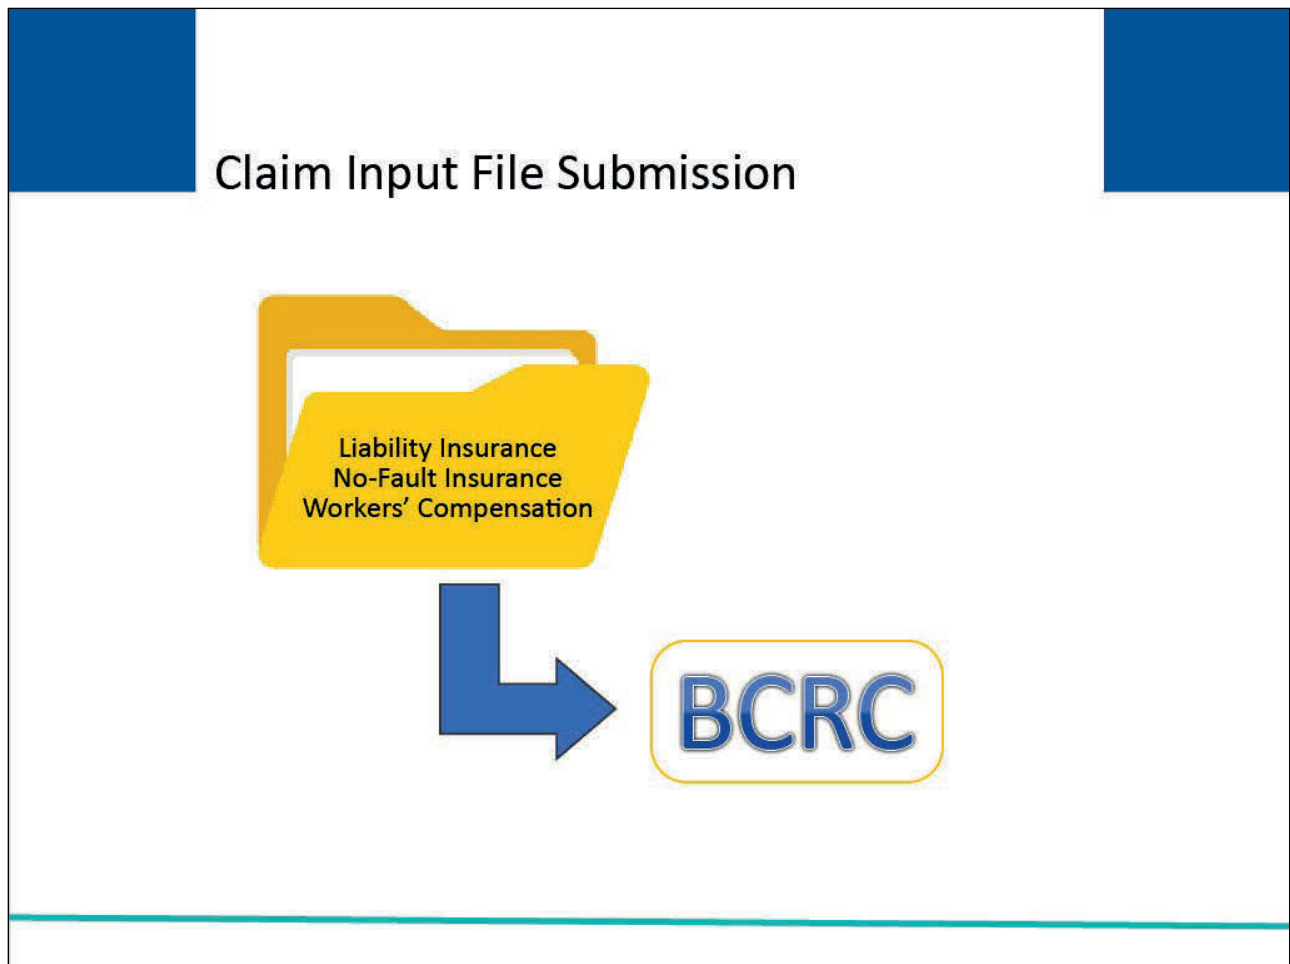 Claim Input File Submission
Liability Insurance
No-Fault Insurance
Workers’ Compensation
BCRC